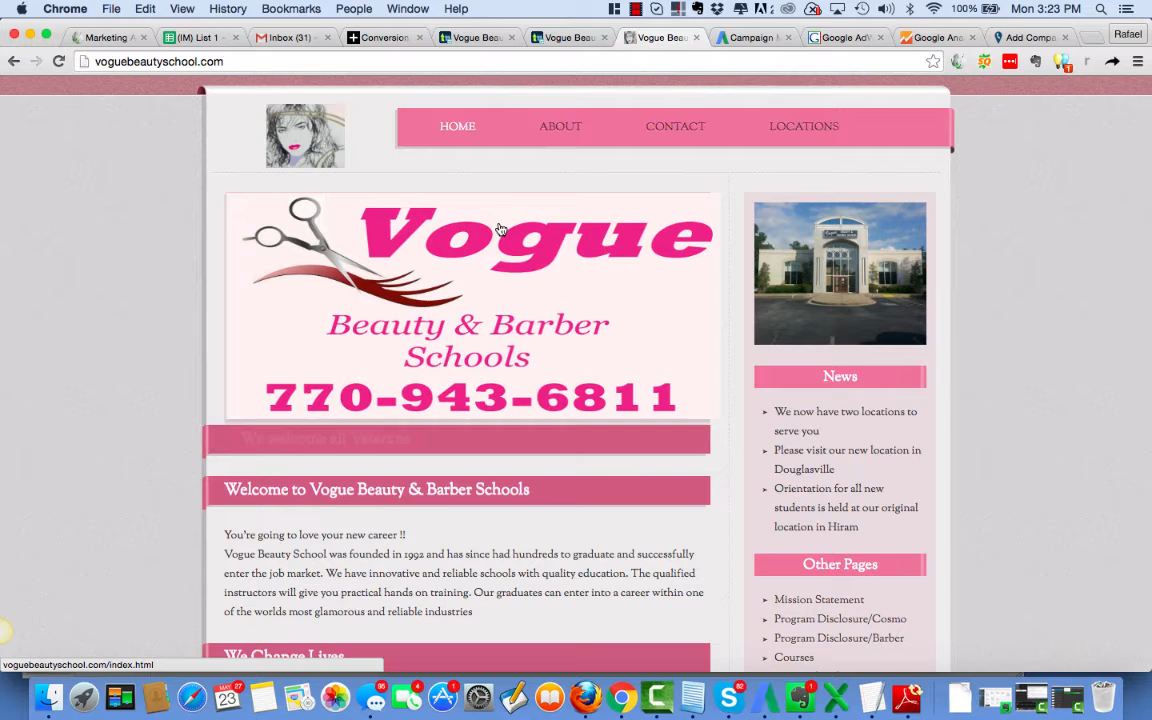 Chrome File Edit View History Bookmarks People Window Help 100% Mon 3:23 PM
Marketing A × (IM) List 1 - × Inbox (31) - × Conversion × Vogue Beau × Vogue Beau × Vogue Beau × Campaign M × Google AdW × Google Ana × Add Compa × Rafael
voguebeautyschool.com
HOME ABOUT CONTACT LOCATIONS
Vogue
Beauty & Barber
Schools
770-943-6811
We welcome all Veterans
Welcome to Vogue Beauty & Barber Schools
You're going to love your new career !!
Vogue Beauty School was founded in 1992 and has since had hundreds to graduate and successfully
enter the job market. We have innovative and reliable schools with quality education. The qualified
instructors will give you practical hands on training. Our graduates can enter into a career within one
of the worlds most glamorous and reliable industries
We Change Lives
News
We now have two locations to
serve you
Please visit our new location in
Douglasville
Orientation for all new
students is held at our original
location in Hiram
Other Pages
Mission Statement
Program Disclosure/Cosmo
Program Disclosure/Barber
Courses
voguebeautyschool.com/index.html